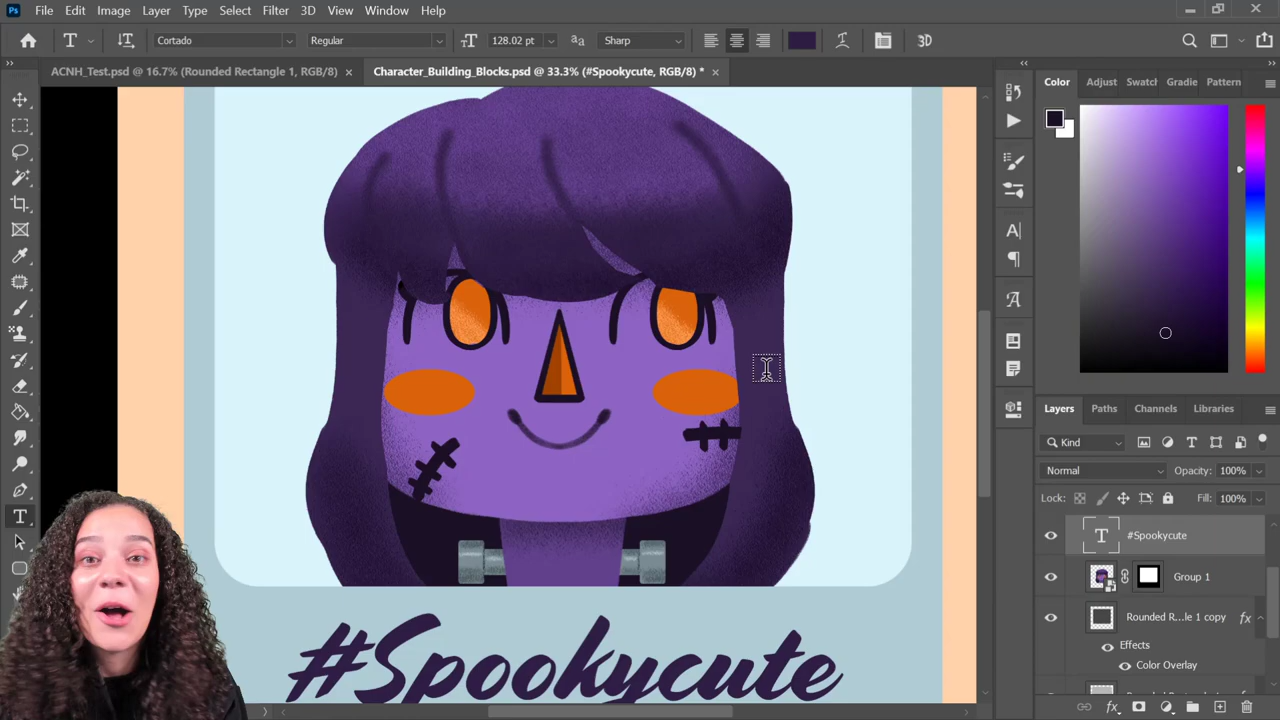 Ps File Edit Image Layer Type Select Filter 3D View Window Help
T Cortado Regular 128.02 pt Sharp 3D
ACNH_Test.psd @ 16.7% (Rounded Rectangle 1, RGB/8) × Character_Building_Blocks.psd @ 33.3% (#Spookycute, RGB/8) * ×
Color Adjust Swatch Gradie Pattern
Layers Paths Channels Libraries
Kind
Normal Opacity: 100%
Lock: Fill: 100%
#Spookycute
Group 1
Rounded R...le 1 copy fx
Effects
Color Overlay
#Spookycute